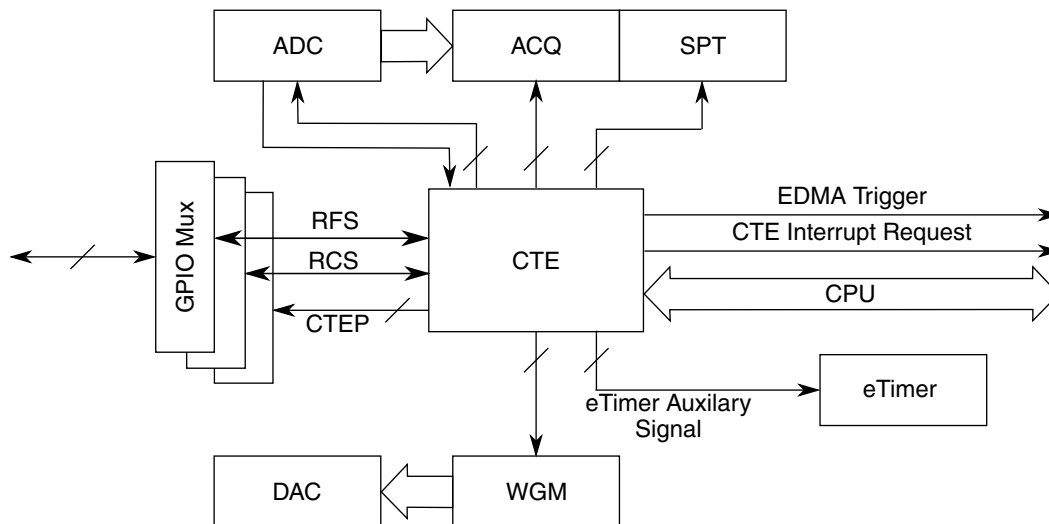 ADC
ACQ
SPT
GPIO Mux
RFS
RCS
CTEP
CTE
EDMA Trigger
CTE Interrupt Request
CPU
eTimer Auxilary
Signal
eTimer
DAC
WGM